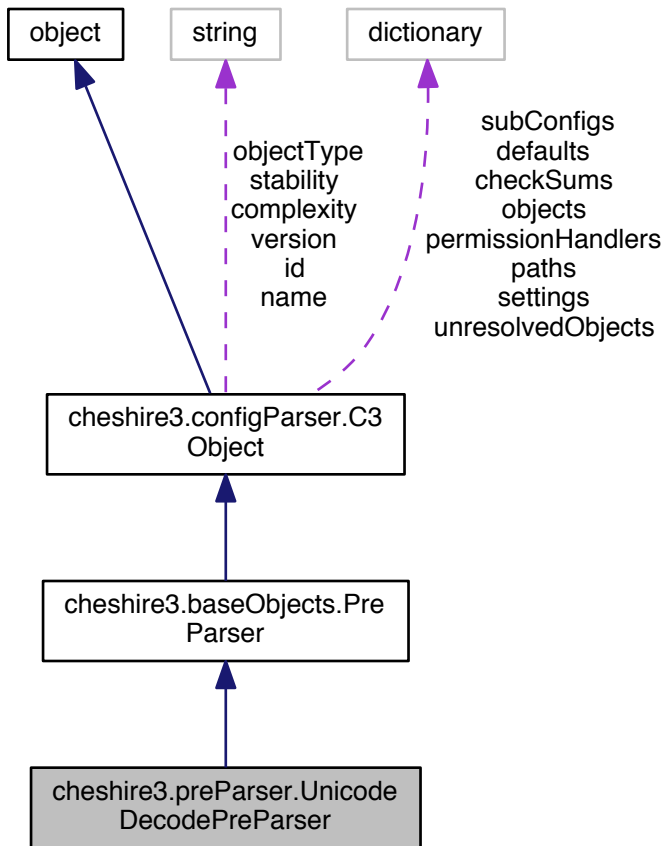 object
string
dictionary
objectType
stability
complexity
version
id
name
subConfigs
defaults
checkSums
objects
permissionHandlers
paths
settings
unresolvedObjects
cheshire3.configParser.C3
Object
cheshire3.baseObjects.Pre
Parser
cheshire3.preParser.Unicode
DecodePreParser